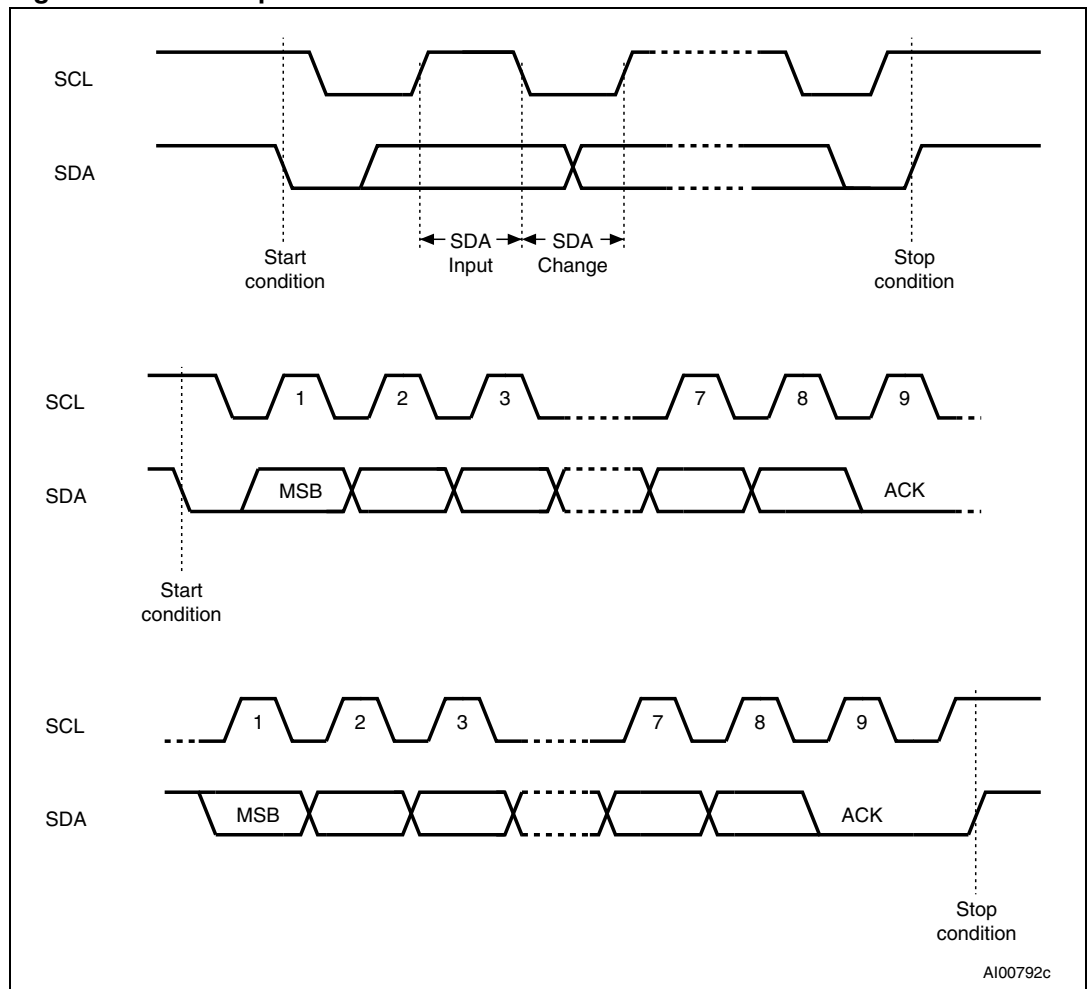 SCL
SDA
SDA
Input
SDA
Change
Start
condition
Stop
condition
SCL
1 2 3 7 8 9
SDA
MSB
ACK
Start
condition
SCL
1 2 3 7 8 9
SDA
MSB
ACK
Stop
condition
AI00792c